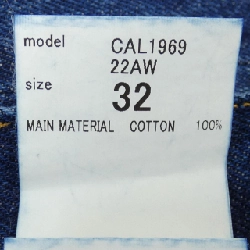 model CAL1969
22AW
size 32
MAIN MATERIAL COTTON 100%